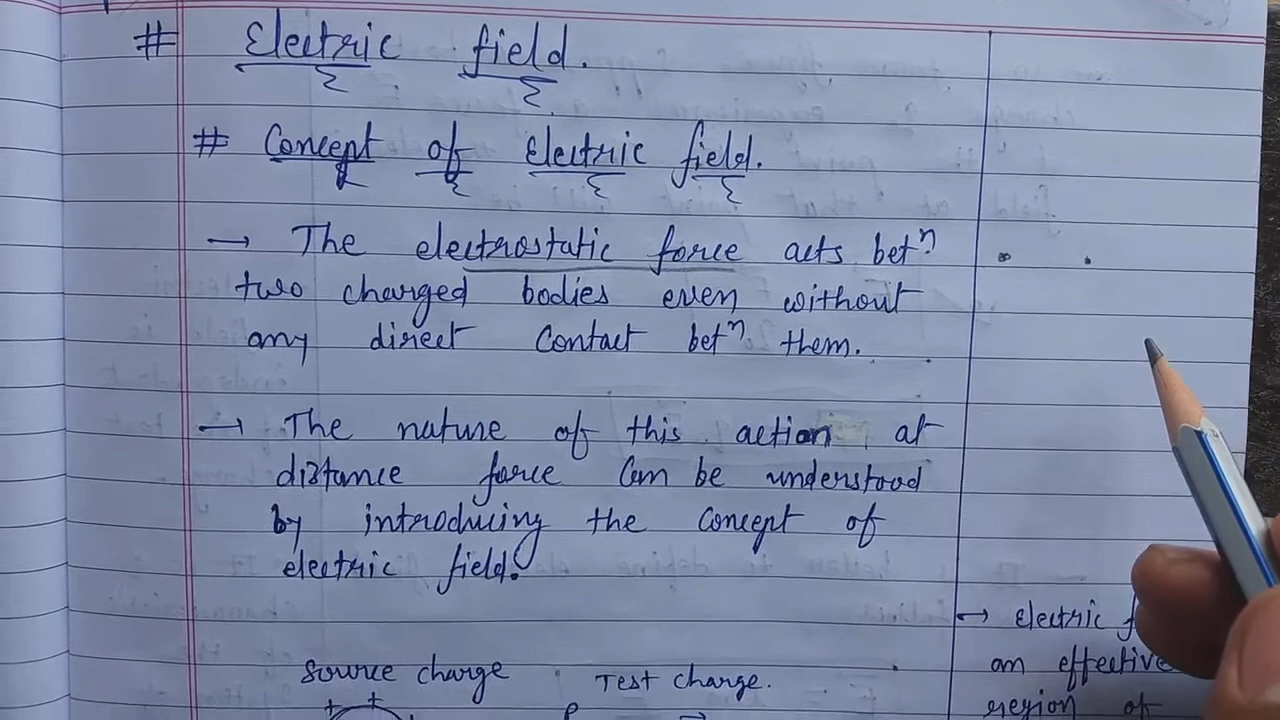 # Electric field.
# Concept of Electric field.
→ The electrostatic force acts betⁿ
two charged bodies even without
any direct contact betⁿ them.
→ The nature of this action at
distance force can be understood
by introducing the concept of
electric field.
Source charge Test charge.
+ +
P
→ Electric
an effective
region of